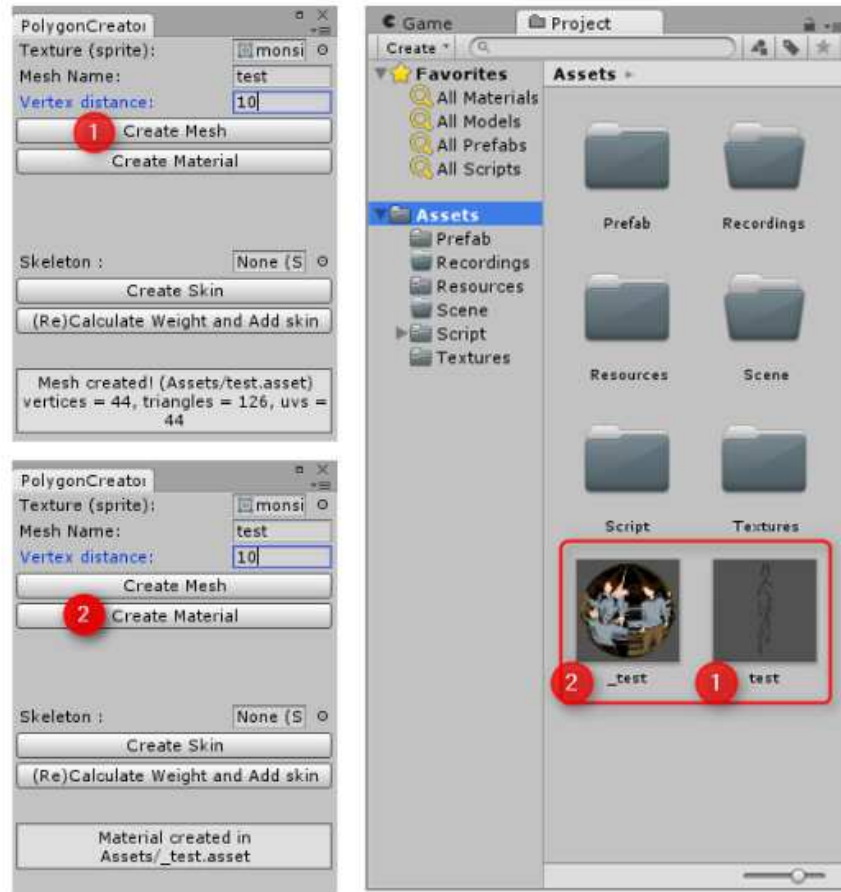 PolygonCreator
Texture (sprite): monsi
Mesh Name: test
Vertex distance: 10
1 Create Mesh
Create Material
Skeleton : None (S
Create Skin
(Re)Calculate Weight and Add skin
Mesh created! (Assets/test.asset)
vertices = 44, triangles = 126, uvs =
44
PolygonCreator
Texture (sprite): monsi
Mesh Name: test
Vertex distance: 10
Create Mesh
2 Create Material
Skeleton : None (S
Create Skin
(Re)Calculate Weight and Add skin
Material created in
Assets/_test.asset
Game Project
Create
Favorites
All Materials
All Models
All Prefabs
All Scripts
Assets
Prefab
Recordings
Resources
Scene
Script
Textures
Assets
Prefab Recordings
Resources Scene
Script Textures
2 _test 1 test